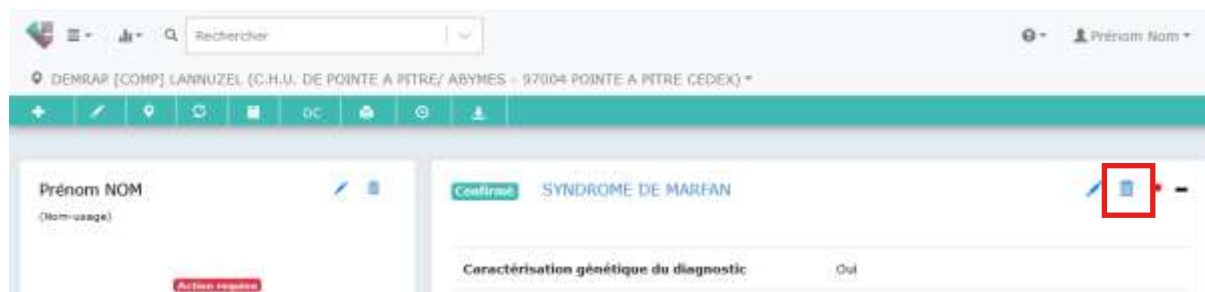 Rechercher
Prénom Nom
DEMRAP [COMP] LANNUZEL (C.H.U. DE POINTE A PITRE/ ABYMES - 97004 POINTE A PITRE CEDEX)
DC
Prénom NOM
Confirmé SYNDROME DE MARFAN
(Nom-usage)
Caractérisation génétique du diagnostic Oui
Action requise